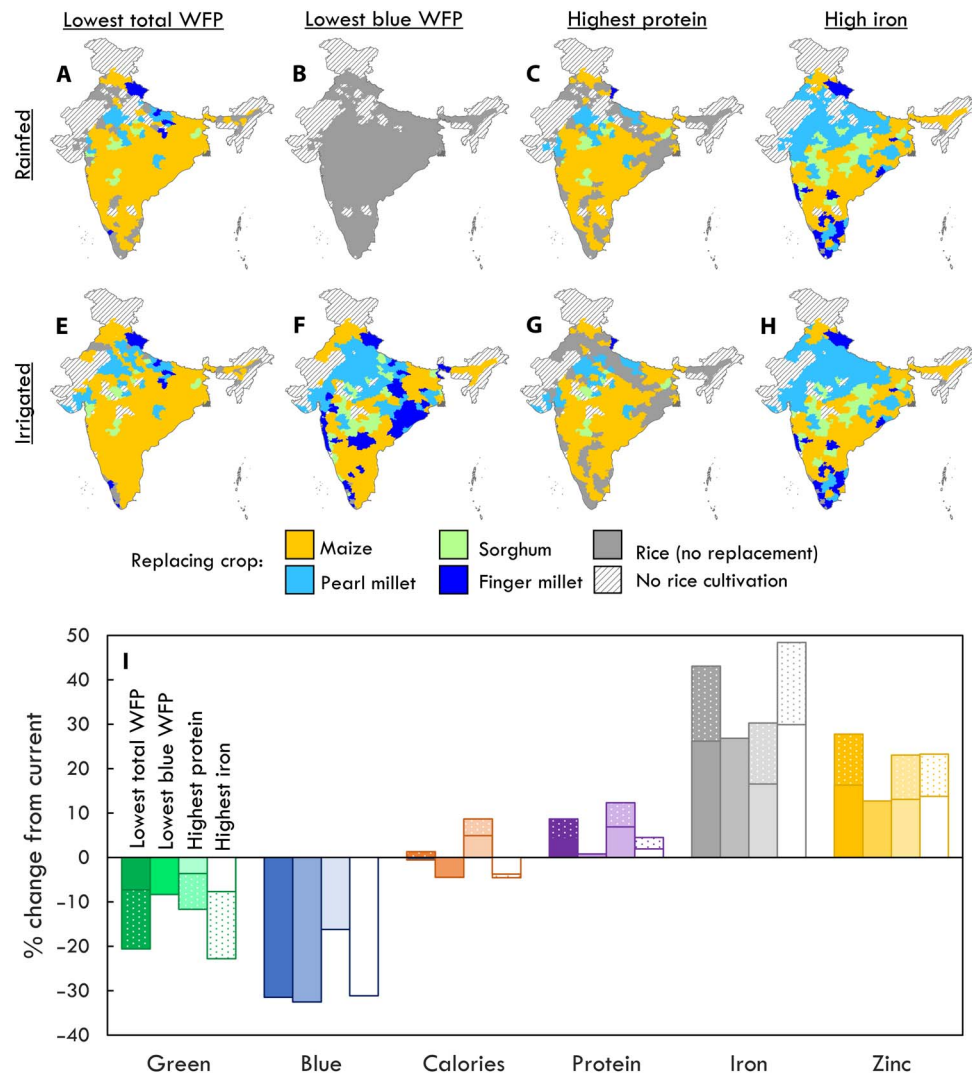 Lowest total WFP Lowest blue WFP Highest protein High iron
A B C
Rainfed
E F G H
Irrigated
Replacing crop: Maize Sorghum Rice (no replacement)
Pearl millet Finger millet No rice cultivation
I
Lowest total WFP
Lowest blue WFP
Highest protein
Highest iron
% change from current
50
40
30
20
10
0
−10
−20
−30
−40
Green Blue Calories Protein Iron Zinc